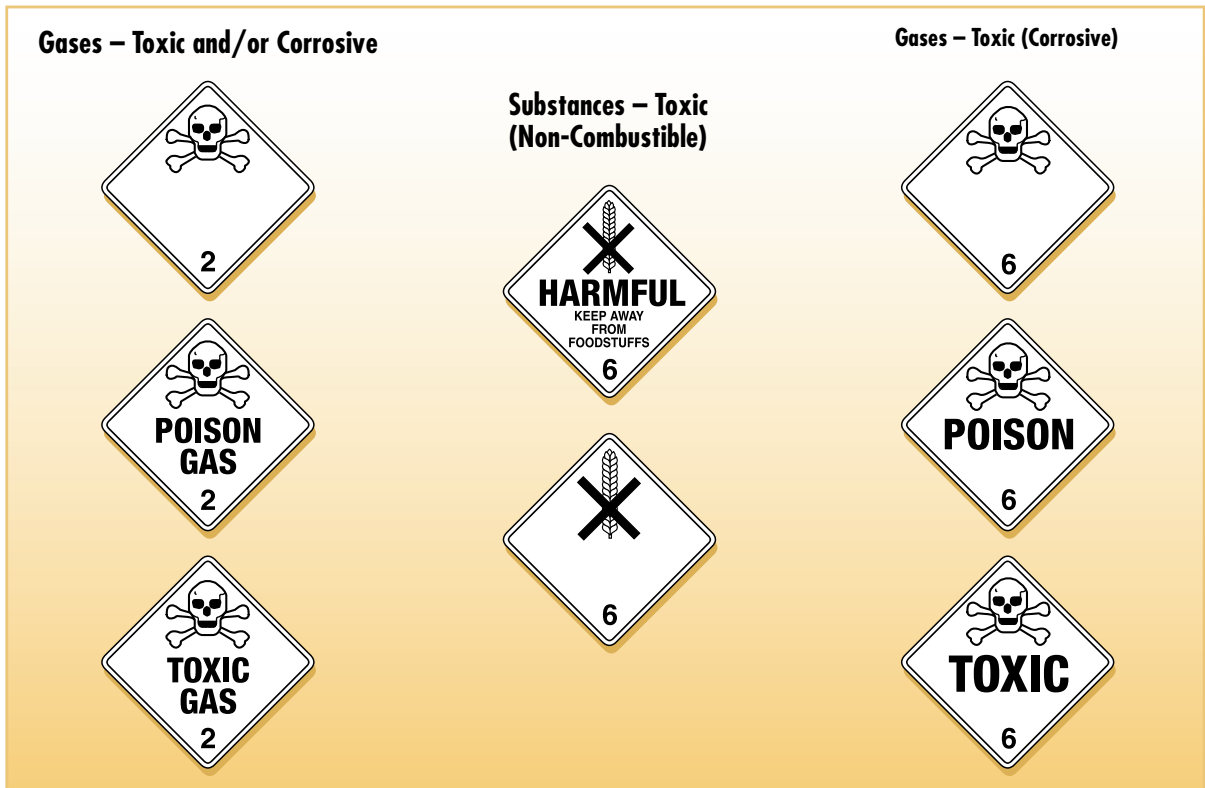 Gases – Toxic and/or Corrosive
2
POISON
GAS
2
TOXIC
GAS
2
Substances – Toxic
(Non-Combustible)
HARMFUL
KEEP AWAY
FROM
FOODSTUFFS
6
6
Gases – Toxic (Corrosive)
6
POISON
6
TOXIC
6